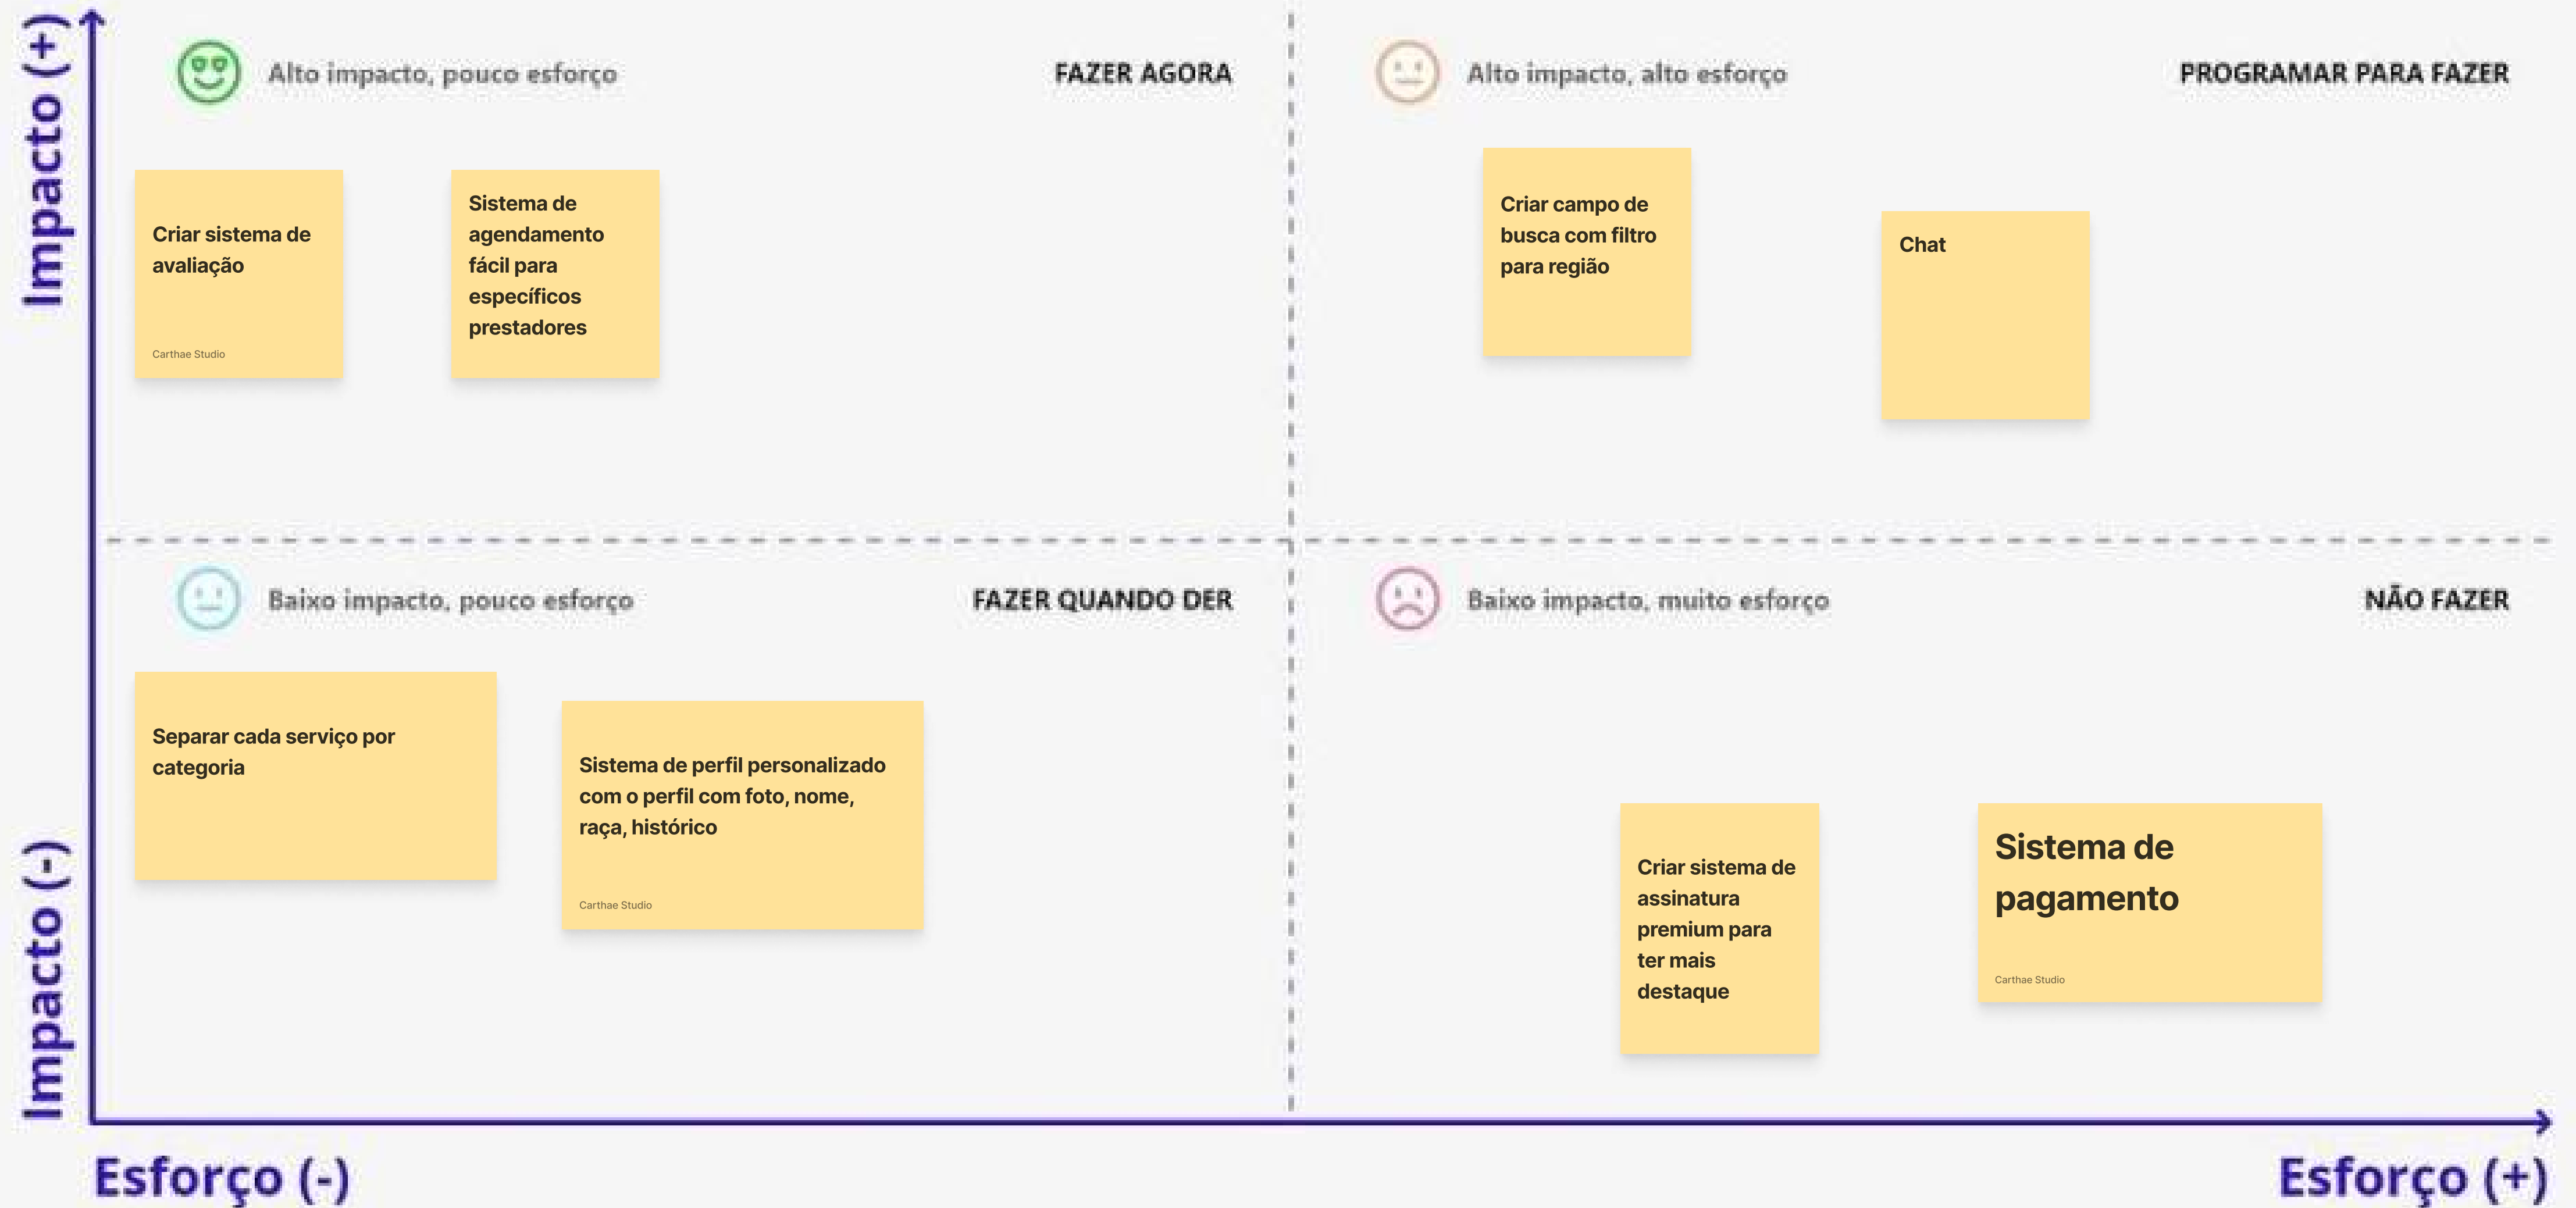 Impacto (+)
Alto impacto, pouco esforço
FAZER AGORA
Criar sistema de
avaliação
Carthae Studio
Sistema de
agendamento
fácil para
específicos
prestadores
Alto impacto, alto esforço
PROGRAMAR PARA FAZER
Criar campo de
busca com filtro
para região
Chat
Impacto (-)
Baixo impacto, pouco esforço
FAZER QUANDO DER
Separar cada serviço por
categoria
Sistema de perfil personalizado
com o perfil com foto, nome,
raça, histórico
Carthae Studio
Baixo impacto, muito esforço
NÃO FAZER
Criar sistema de
assinatura
premium para
ter mais
destaque
Sistema de
pagamento
Carthae Studio
Esforço (-)
Esforço (+)